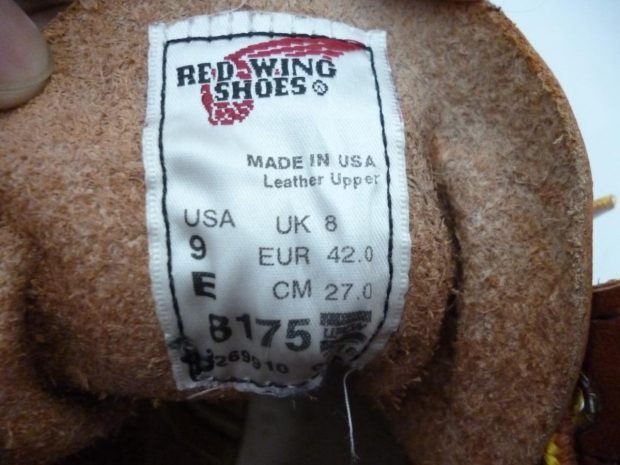 RED WING
SHOES ®
MADE IN USA
Leather Upper
USA
9
E
UK 8
EUR 42.0
CM 27.0
8175